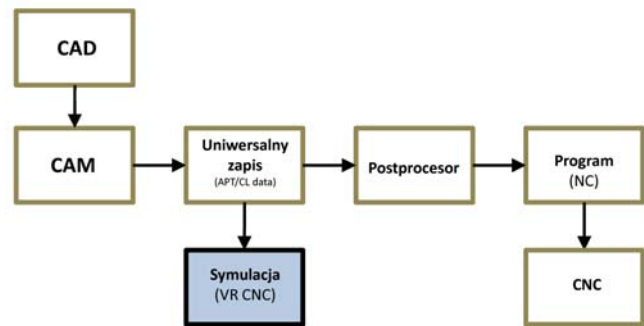 CAD
CAM
Uniwersalny
zapis
(APT/CL data)
Postprocesor
Program
(NC)
Symulacja
(VR CNC)
CNC